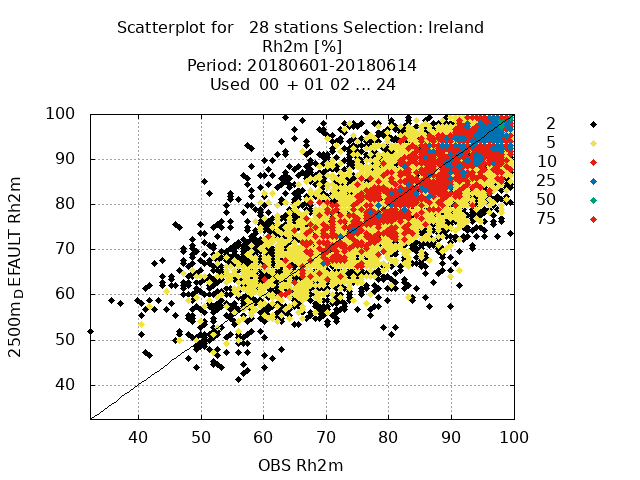 Scatterplot for 28 stations Selection: Ireland
Rh2m [%]
Period: 20180601-20180614
Used 00 + 01 02 ... 24
100
90
80
70
60
50
40
2500m_DEFAULT Rh2m
40 50 60 70 80 90 100
OBS Rh2m
2
5
10
25
50
75